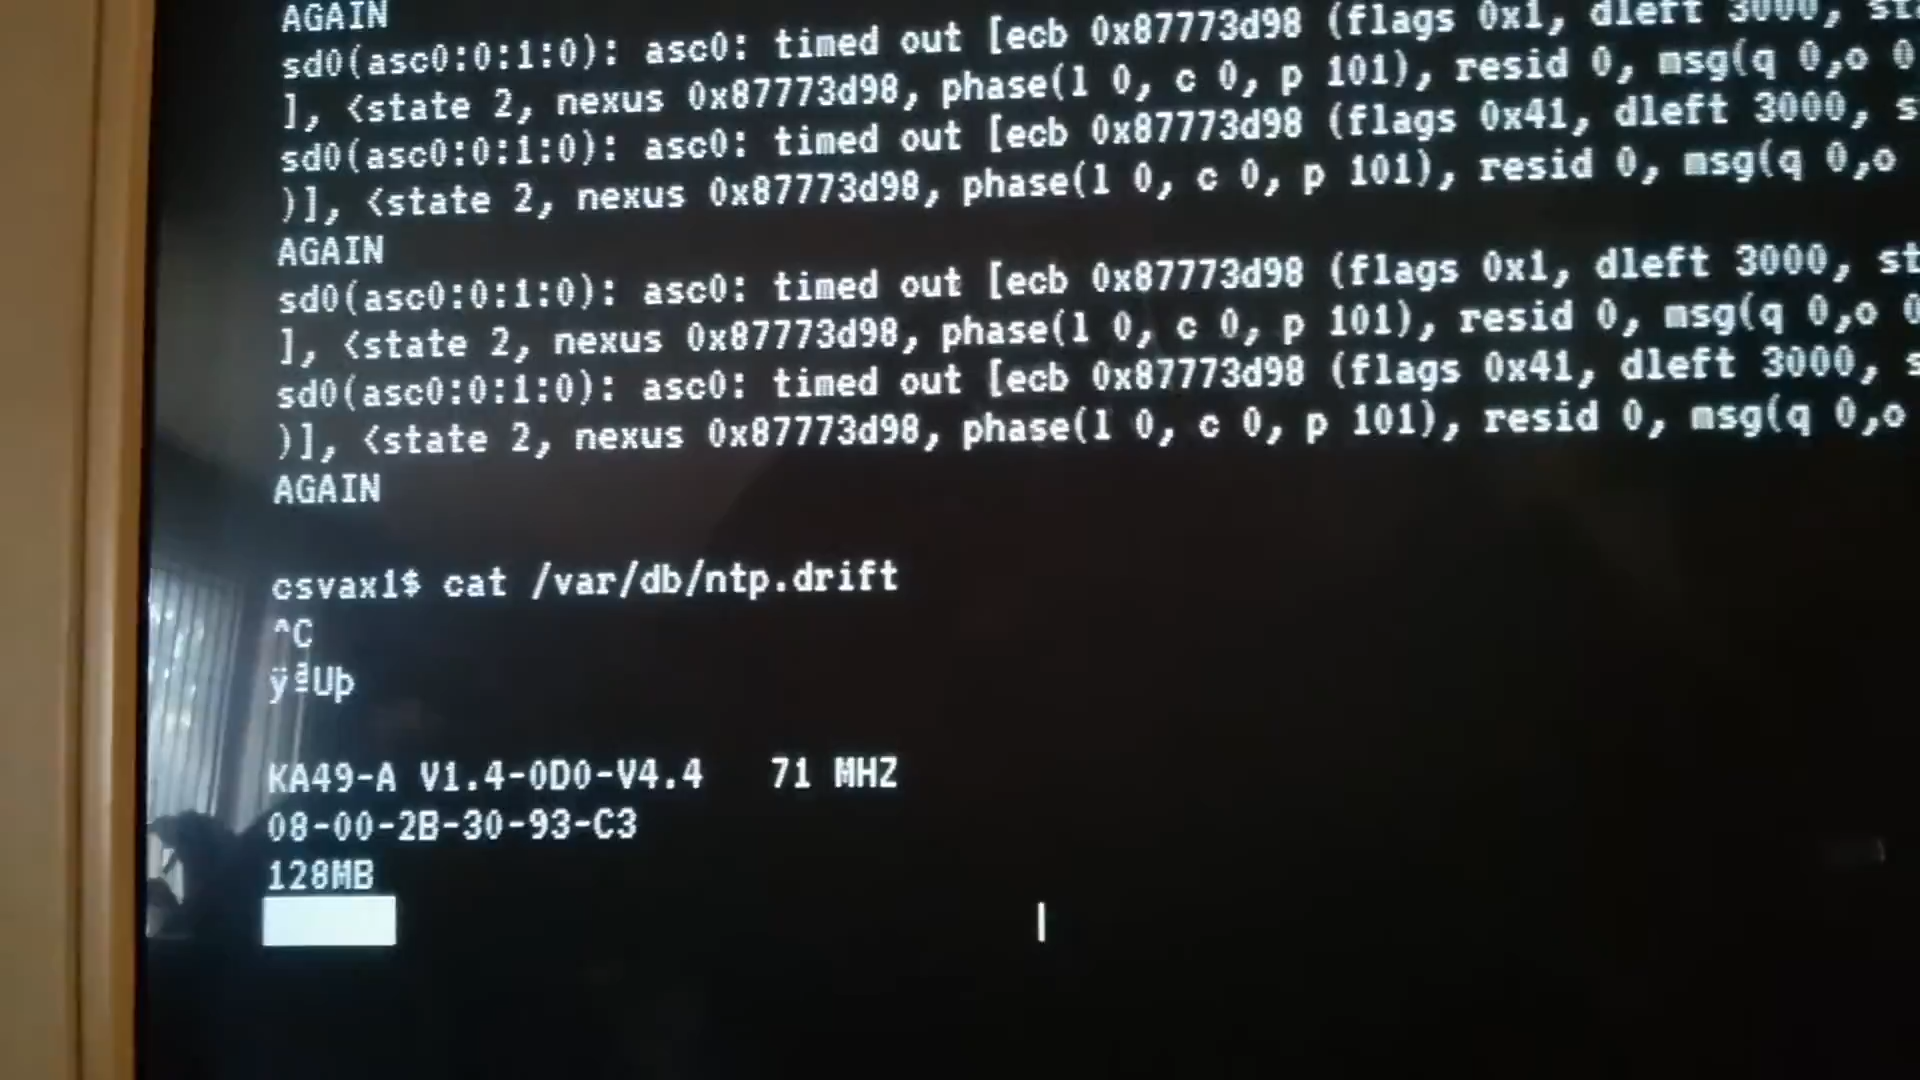 AGAIN
sd0(asc0:0:1:0): asc0: timed out [ecb 0x87773d98 (flags 0x1, dleft 3000, sta
], <state 2, nexus 0x87773d98, phase(l 0, c 0, p 101), resid 0, msg(q 0,o 0
sd0(asc0:0:1:0): asc0: timed out [ecb 0x87773d98 (flags 0x41, dleft 3000, s
)], <state 2, nexus 0x87773d98, phase(l 0, c 0, p 101), resid 0, msg(q 0,o
AGAIN
sd0(asc0:0:1:0): asc0: timed out [ecb 0x87773d98 (flags 0x1, dleft 3000, st
], <state 2, nexus 0x87773d98, phase(l 0, c 0, p 101), resid 0, msg(q 0,o 0
sd0(asc0:0:1:0): asc0: timed out [ecb 0x87773d98 (flags 0x41, dleft 3000, s
)], <state 2, nexus 0x87773d98, phase(l 0, c 0, p 101), resid 0, msg(q 0,o
AGAIN
csvax1$ cat /var/db/ntp.drift
^C
ÿªUþ
KA49-A V1.4-0D0-V4.4 71 MHZ
08-00-2B-30-93-C3
128MB